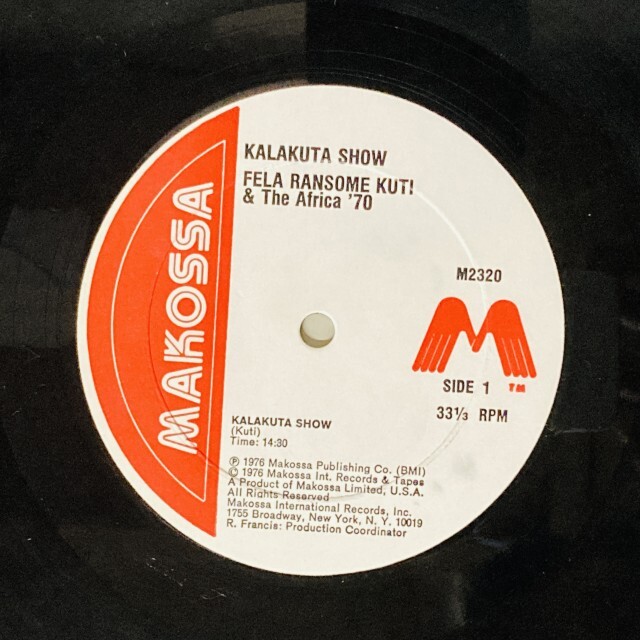 MAKOSSA
KALAKUTA SHOW
FELA RANSOME KUTI
& The Africa '70
M2320
M
SIDE 1 TM
33⅓ RPM
KALAKUTA SHOW
(Kuti)
Time: 14:30
℗ 1976 Makossa Publishing Co. (BMI)
© 1976 Makossa Int. Records & Tapes
A Product of Makossa Limited, U.S.A.
All Rights Reserved
Makossa International Records, Inc.
1755 Broadway, New York, N. Y. 10019
R. Francis: Production Coordinator